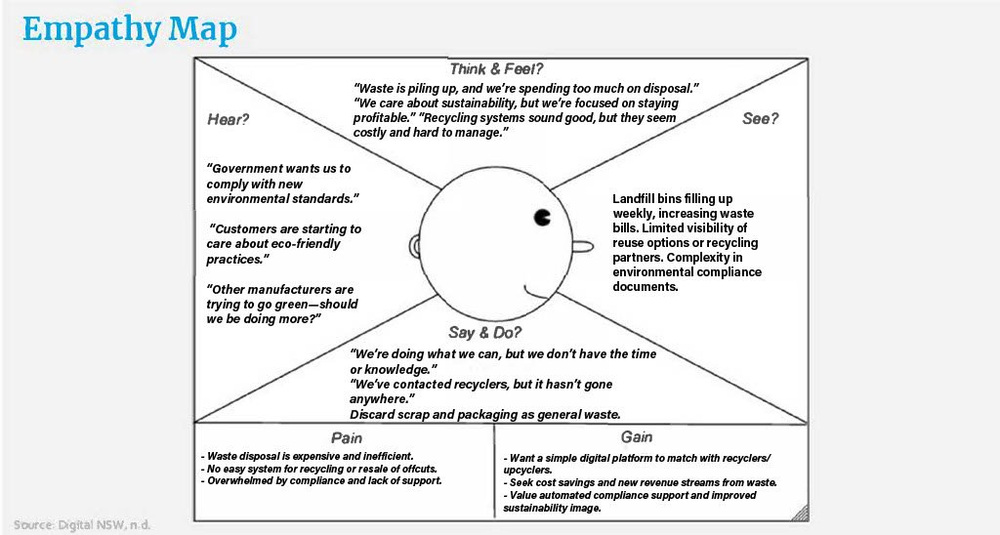 Empathy Map
Think & Feel?
“Waste is piling up, and we’re spending too much on disposal.”
“We care about sustainability, but we’re focused on staying
profitable.” “Recycling systems sound good, but they seem
costly and hard to manage.”
Hear?
“Government wants us to
comply with new
environmental standards.”
“Customers are starting to
care about eco-friendly
practices.”
“Other manufacturers are
trying to go green—should
we be doing more?”
See?
Landfill bins filling up
weekly, increasing waste
bills. Limited visibility of
reuse options or recycling
partners. Complexity in
environmental compliance
documents.
Say & Do?
“We’re doing what we can, but we don’t have the time
or knowledge.”
“We’ve contacted recyclers, but it hasn’t gone
anywhere.”
Discard scrap and packaging as general waste.
Pain
- Waste disposal is expensive and inefficient.
- No easy system for recycling or resale of offcuts.
- Overwhelmed by compliance and lack of support.
Gain
- Want a simple digital platform to match with recyclers/
upcyclers.
- Seek cost savings and new revenue streams from waste.
- Value automated compliance support and improved
sustainability image.
Source: Digital NSW, n.d.